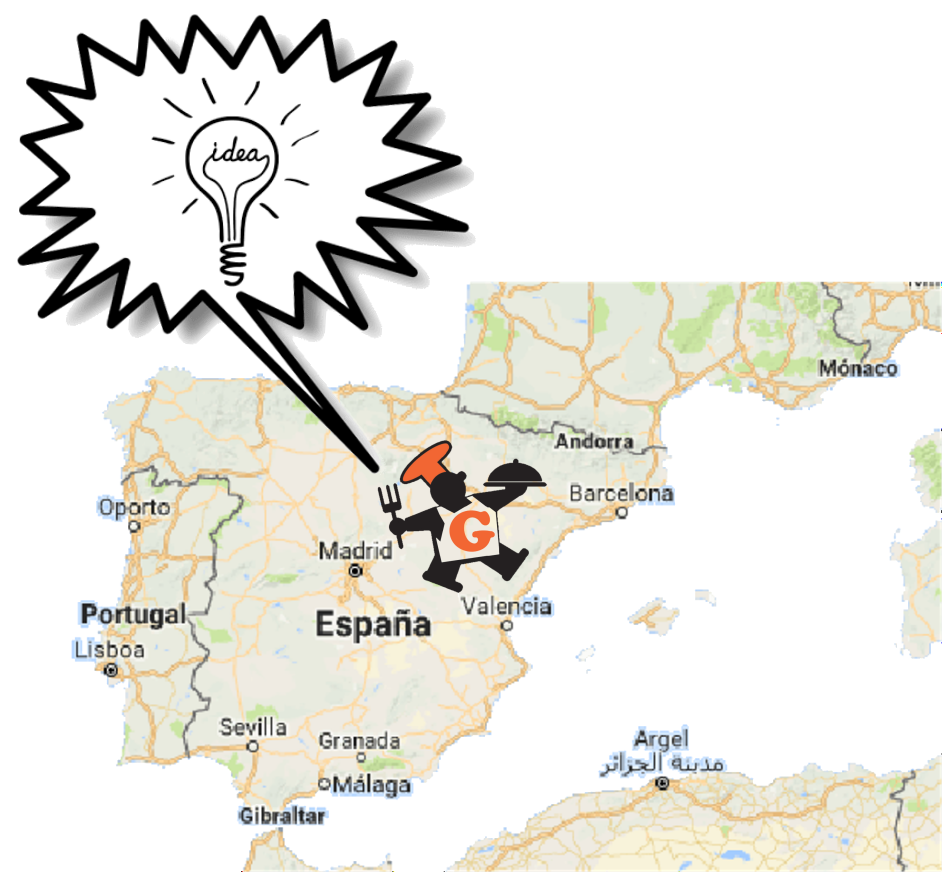 idea
Mónaco
Andorra
Barcelona
Oporto
G
Madrid
Valencia
Portugal
España
Lisboa
Sevilla
Granada
Argel
مدينة الجزائر
Málaga
Gibraltar